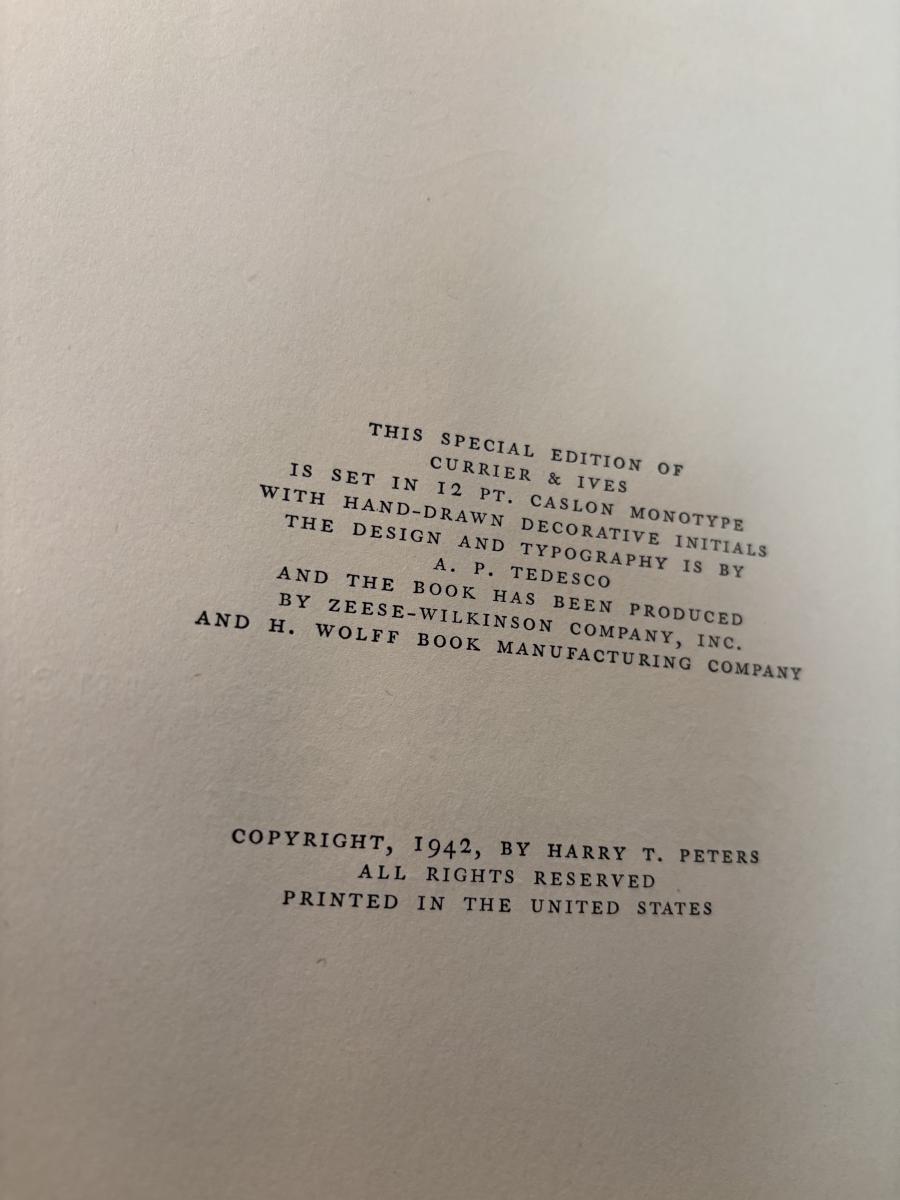 THIS SPECIAL EDITION OF
CURRIER & IVES
IS SET IN 12 PT. CASLON MONOTYPE
WITH HAND-DRAWN DECORATIVE INITIALS
THE DESIGN AND TYPOGRAPHY IS BY
A. P. TEDESCO
AND THE BOOK HAS BEEN PRODUCED
BY ZEESE-WILKINSON COMPANY, INC.
AND H. WOLFF BOOK MANUFACTURING COMPANY
COPYRIGHT, 1942, BY HARRY T. PETERS
ALL RIGHTS RESERVED
PRINTED IN THE UNITED STATES